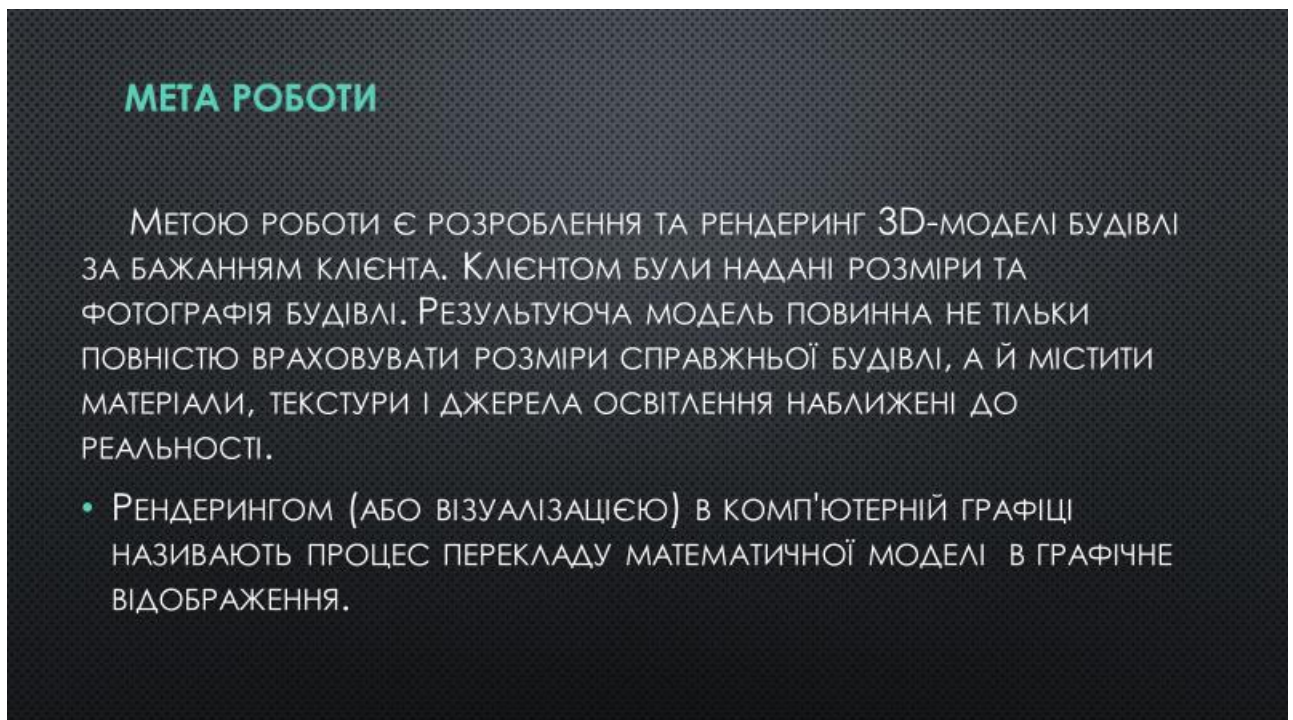 МЕТА РОБОТИ
Метою роботи є розроблення та рендеринг 3D-моделі будівлі
за бажанням клієнта. Клієнтом були надані розміри та
фотографія будівлі. Результуюча модель повинна не тільки
повністю враховувати розміри справжньої будівлі, а й містити
матеріали, текстури і джерела освітлення наближені до
реальності.
• Рендерингом (або візуалізацією) в комп'ютерній графіці
називають процес перекладу математичної моделі в графічне
відображення.